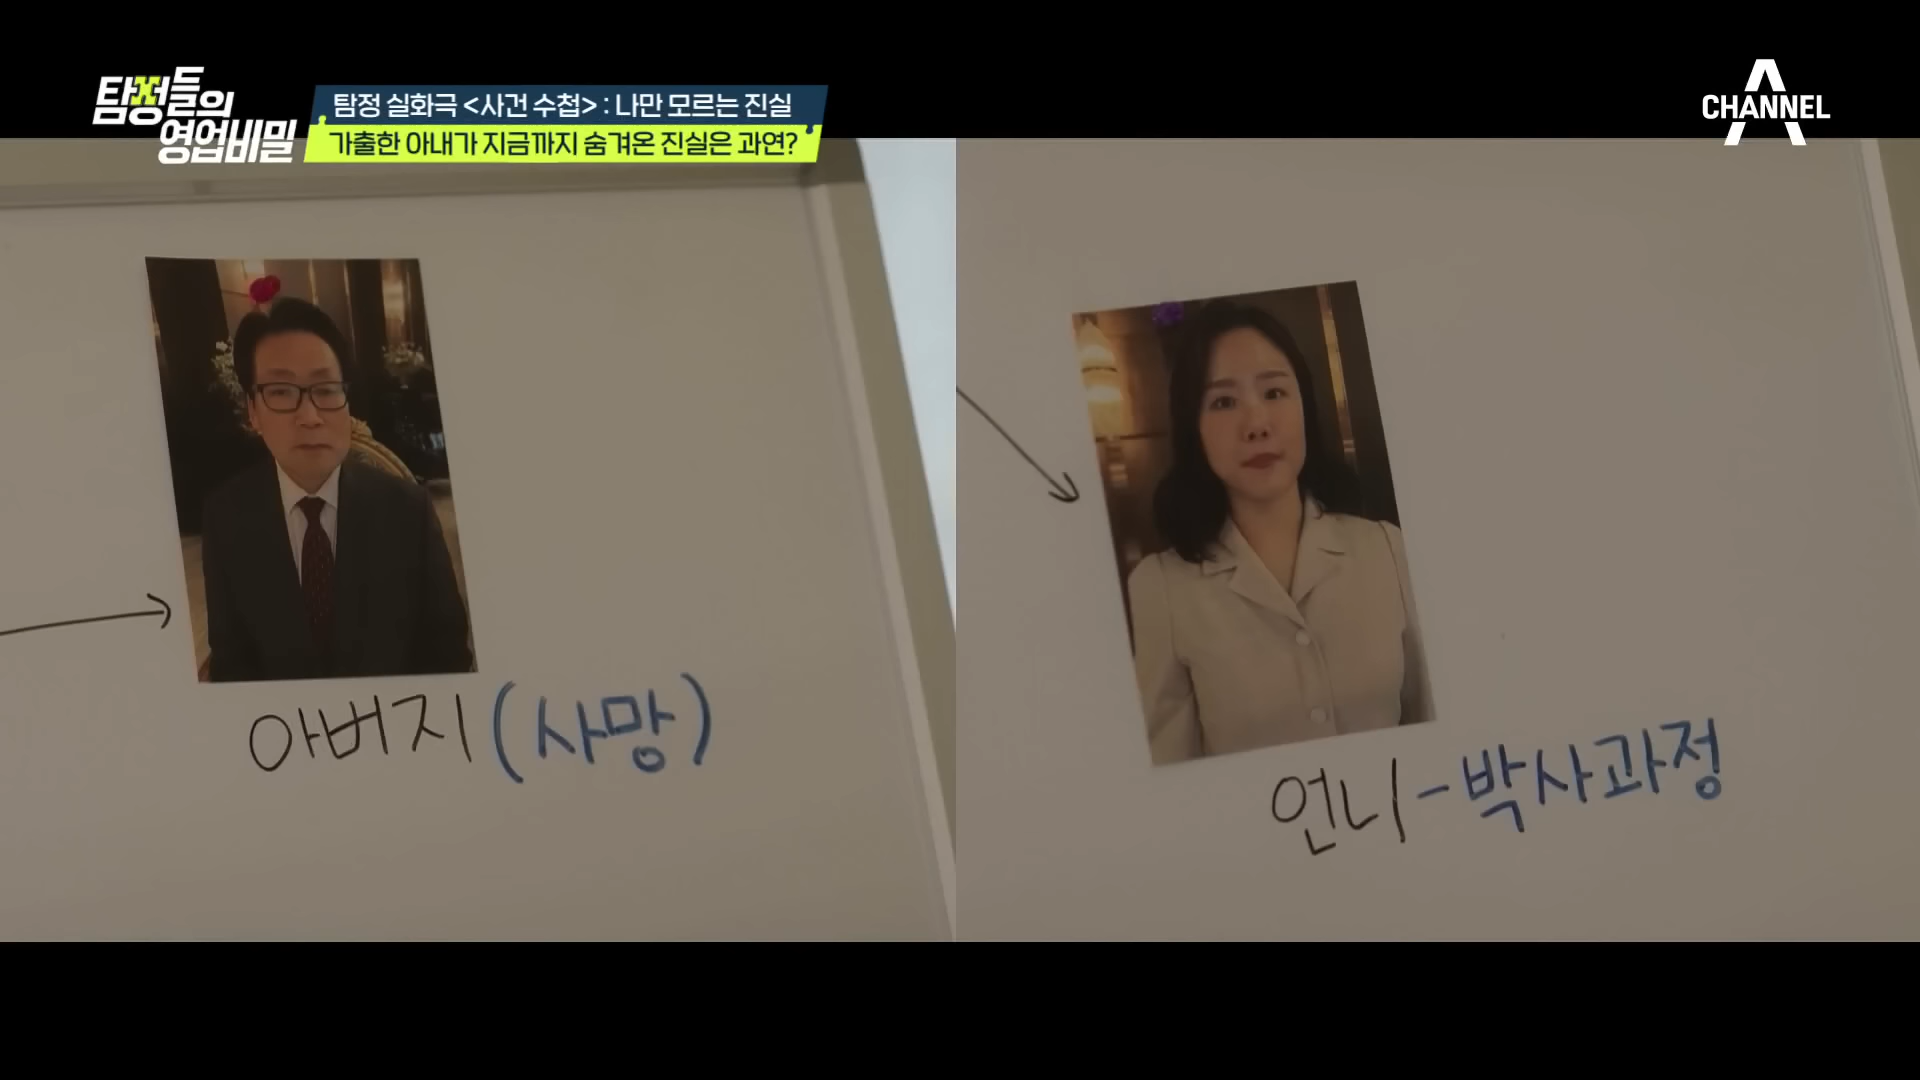 탐정들의
영업비밀
탐정 실화극 <사건 수첩> : 나만 모르는 진실
가출한 아내가 지금까지 숨겨온 진실은 과연?
CHANNEL A
아버지 (사망)
언니-박사과정